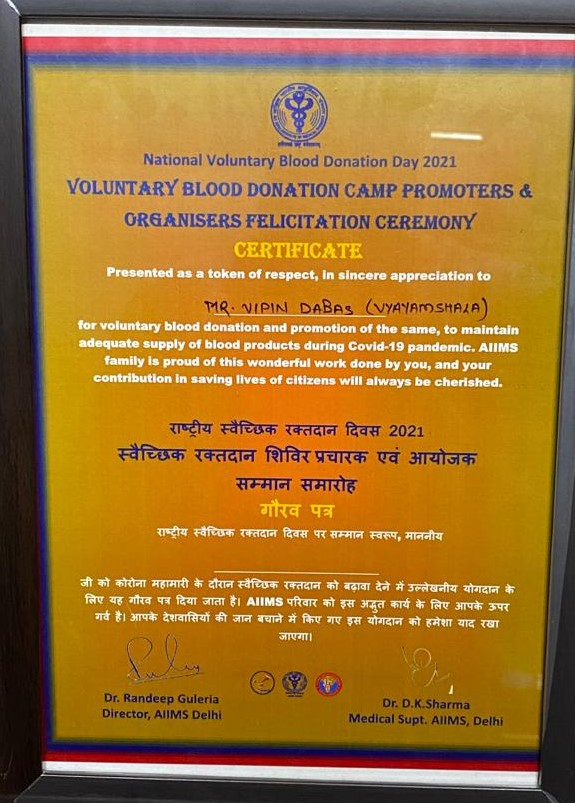 National Voluntary Blood Donation Day 2021
VOLUNTARY BLOOD DONATION CAMP PROMOTERS &
ORGANISERS FELICITATION CEREMONY
CERTIFICATE
Presented as a token of respect, in sincere appreciation to
MR. VIPIN DABAS (VYAYAMSHALA)
for voluntary blood donation and promotion of the same, to maintain
adequate supply of blood products during Covid-19 pandemic. AIIMS
family is proud of this wonderful work done by you, and your
contribution in saving lives of citizens will always be cherished.
राष्ट्रीय स्वैच्छिक रक्तदान दिवस 2021
स्वैच्छिक रक्तदान शिविर प्रचारक एवं आयोजक
सम्मान समारोह
गौरव पत्र
राष्ट्रीय स्वैच्छिक रक्तदान दिवस पर सम्मान स्वरूप, माननीय
जी को कोरोना महामारी के दौरान स्वैच्छिक रक्तदान को बढ़ावा देने में उल्लेखनीय योगदान के
लिए यह गौरव पत्र दिया जाता है। AIIMS परिवार को इस अद्भुत कार्य के लिए आपके ऊपर
गर्व है। आपके देशवासियों की जान बचाने में किए गए इस योगदान को हमेशा याद रखा
जाएगा।
Dr. Randeep Guleria
Director, AIIMS Delhi
Dr. D.K.Sharma
Medical Supt. AIIMS, Delhi